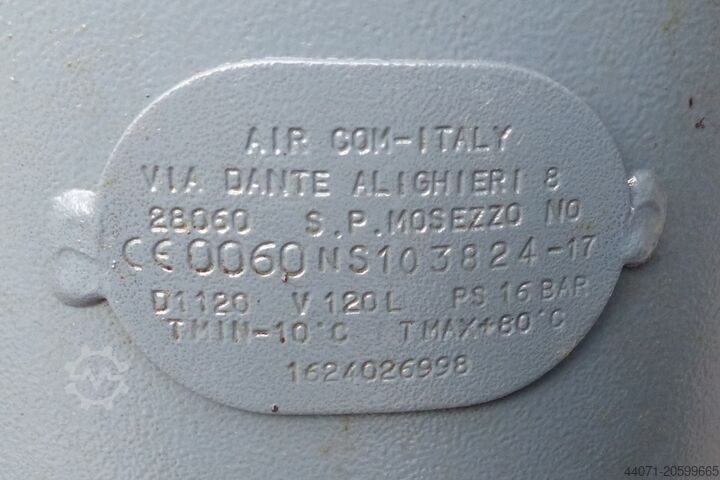 AIR COM-ITALY
VIA DANTE ALIGHIERI 8
28060 S.P. MOSEZZO NO
CE 0060 NS103824-17
D1120 V 120 L PS 16 BAR
TMIN-10°C TMAX+80°C
1624026998
44071-20599665